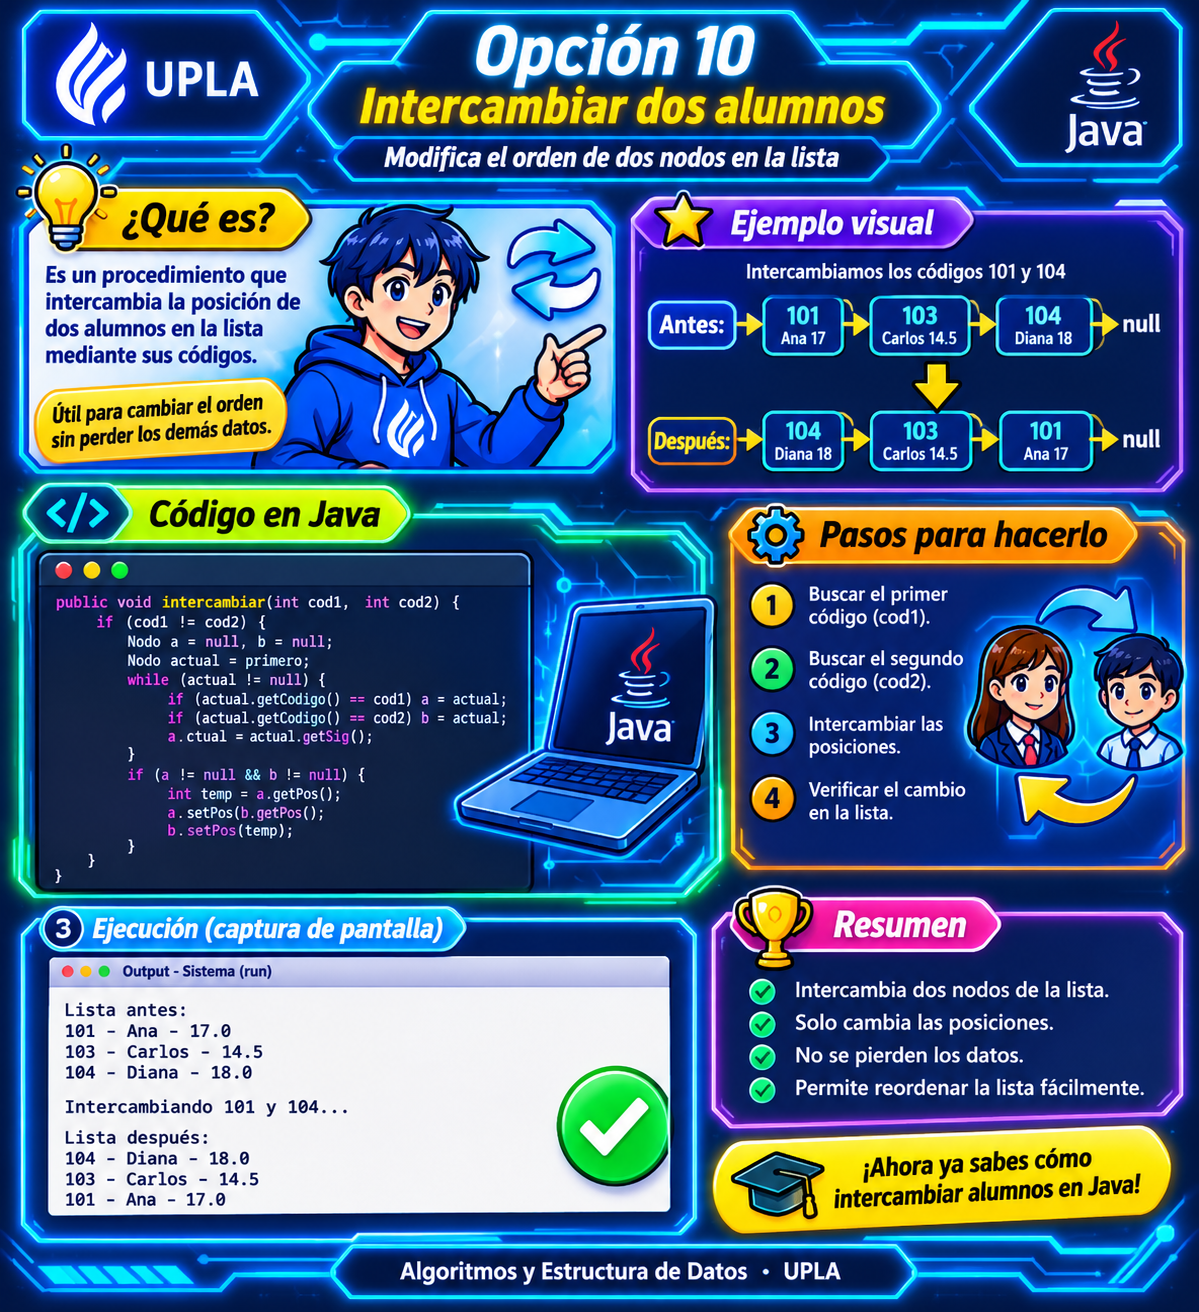 UPLA
Opción 10
Intercambiar dos alumnos
Modifica el orden de dos nodos en la lista
Java
¿Qué es?
Es un procedimiento que
intercambia la posición de
dos alumnos en la lista
mediante sus códigos.
Útil para cambiar el orden
sin perder los demás datos.
Ejemplo visual
Intercambiamos los códigos 101 y 104
Antes:
101
Ana 17
103
Carlos 14.5
104
Diana 18
null
Después:
104
Diana 18
103
Carlos 14.5
101
Ana 17
null
</> Código en Java
public void intercambiar(int cod1, int cod2) {
if (cod1 != cod2) {
Nodo a = null, b = null;
Nodo actual = primero;
while (actual != null) {
if (actual.getCodigo() == cod1) a = actual;
if (actual.getCodigo() == cod2) b = actual;
a.ctual = actual.getSig();
}
if (a != null && b != null) {
int temp = a.getPos();
a.setPos(b.getPos();
b.setPos(temp);
}
}
}
Java
Pasos para hacerlo
1 Buscar el primer
código (cod1).
2 Buscar el segundo
código (cod2).
3 Intercambiar las
posiciones.
4 Verificar el cambio
en la lista.
3 Ejecución (captura de pantalla)
Output - Sistema (run)
Lista antes:
101 - Ana - 17.0
103 - Carlos - 14.5
104 - Diana - 18.0
Intercambiando 101 y 104...
Lista después:
104 - Diana - 18.0
103 - Carlos - 14.5
101 - Ana - 17.0
Resumen
Intercambia dos nodos de la lista.
Solo cambia las posiciones.
No se pierden los datos.
Permite reordenar la lista fácilmente.
¡Ahora ya sabes cómo
intercambiar alumnos en Java!
Algoritmos y Estructura de Datos • UPLA